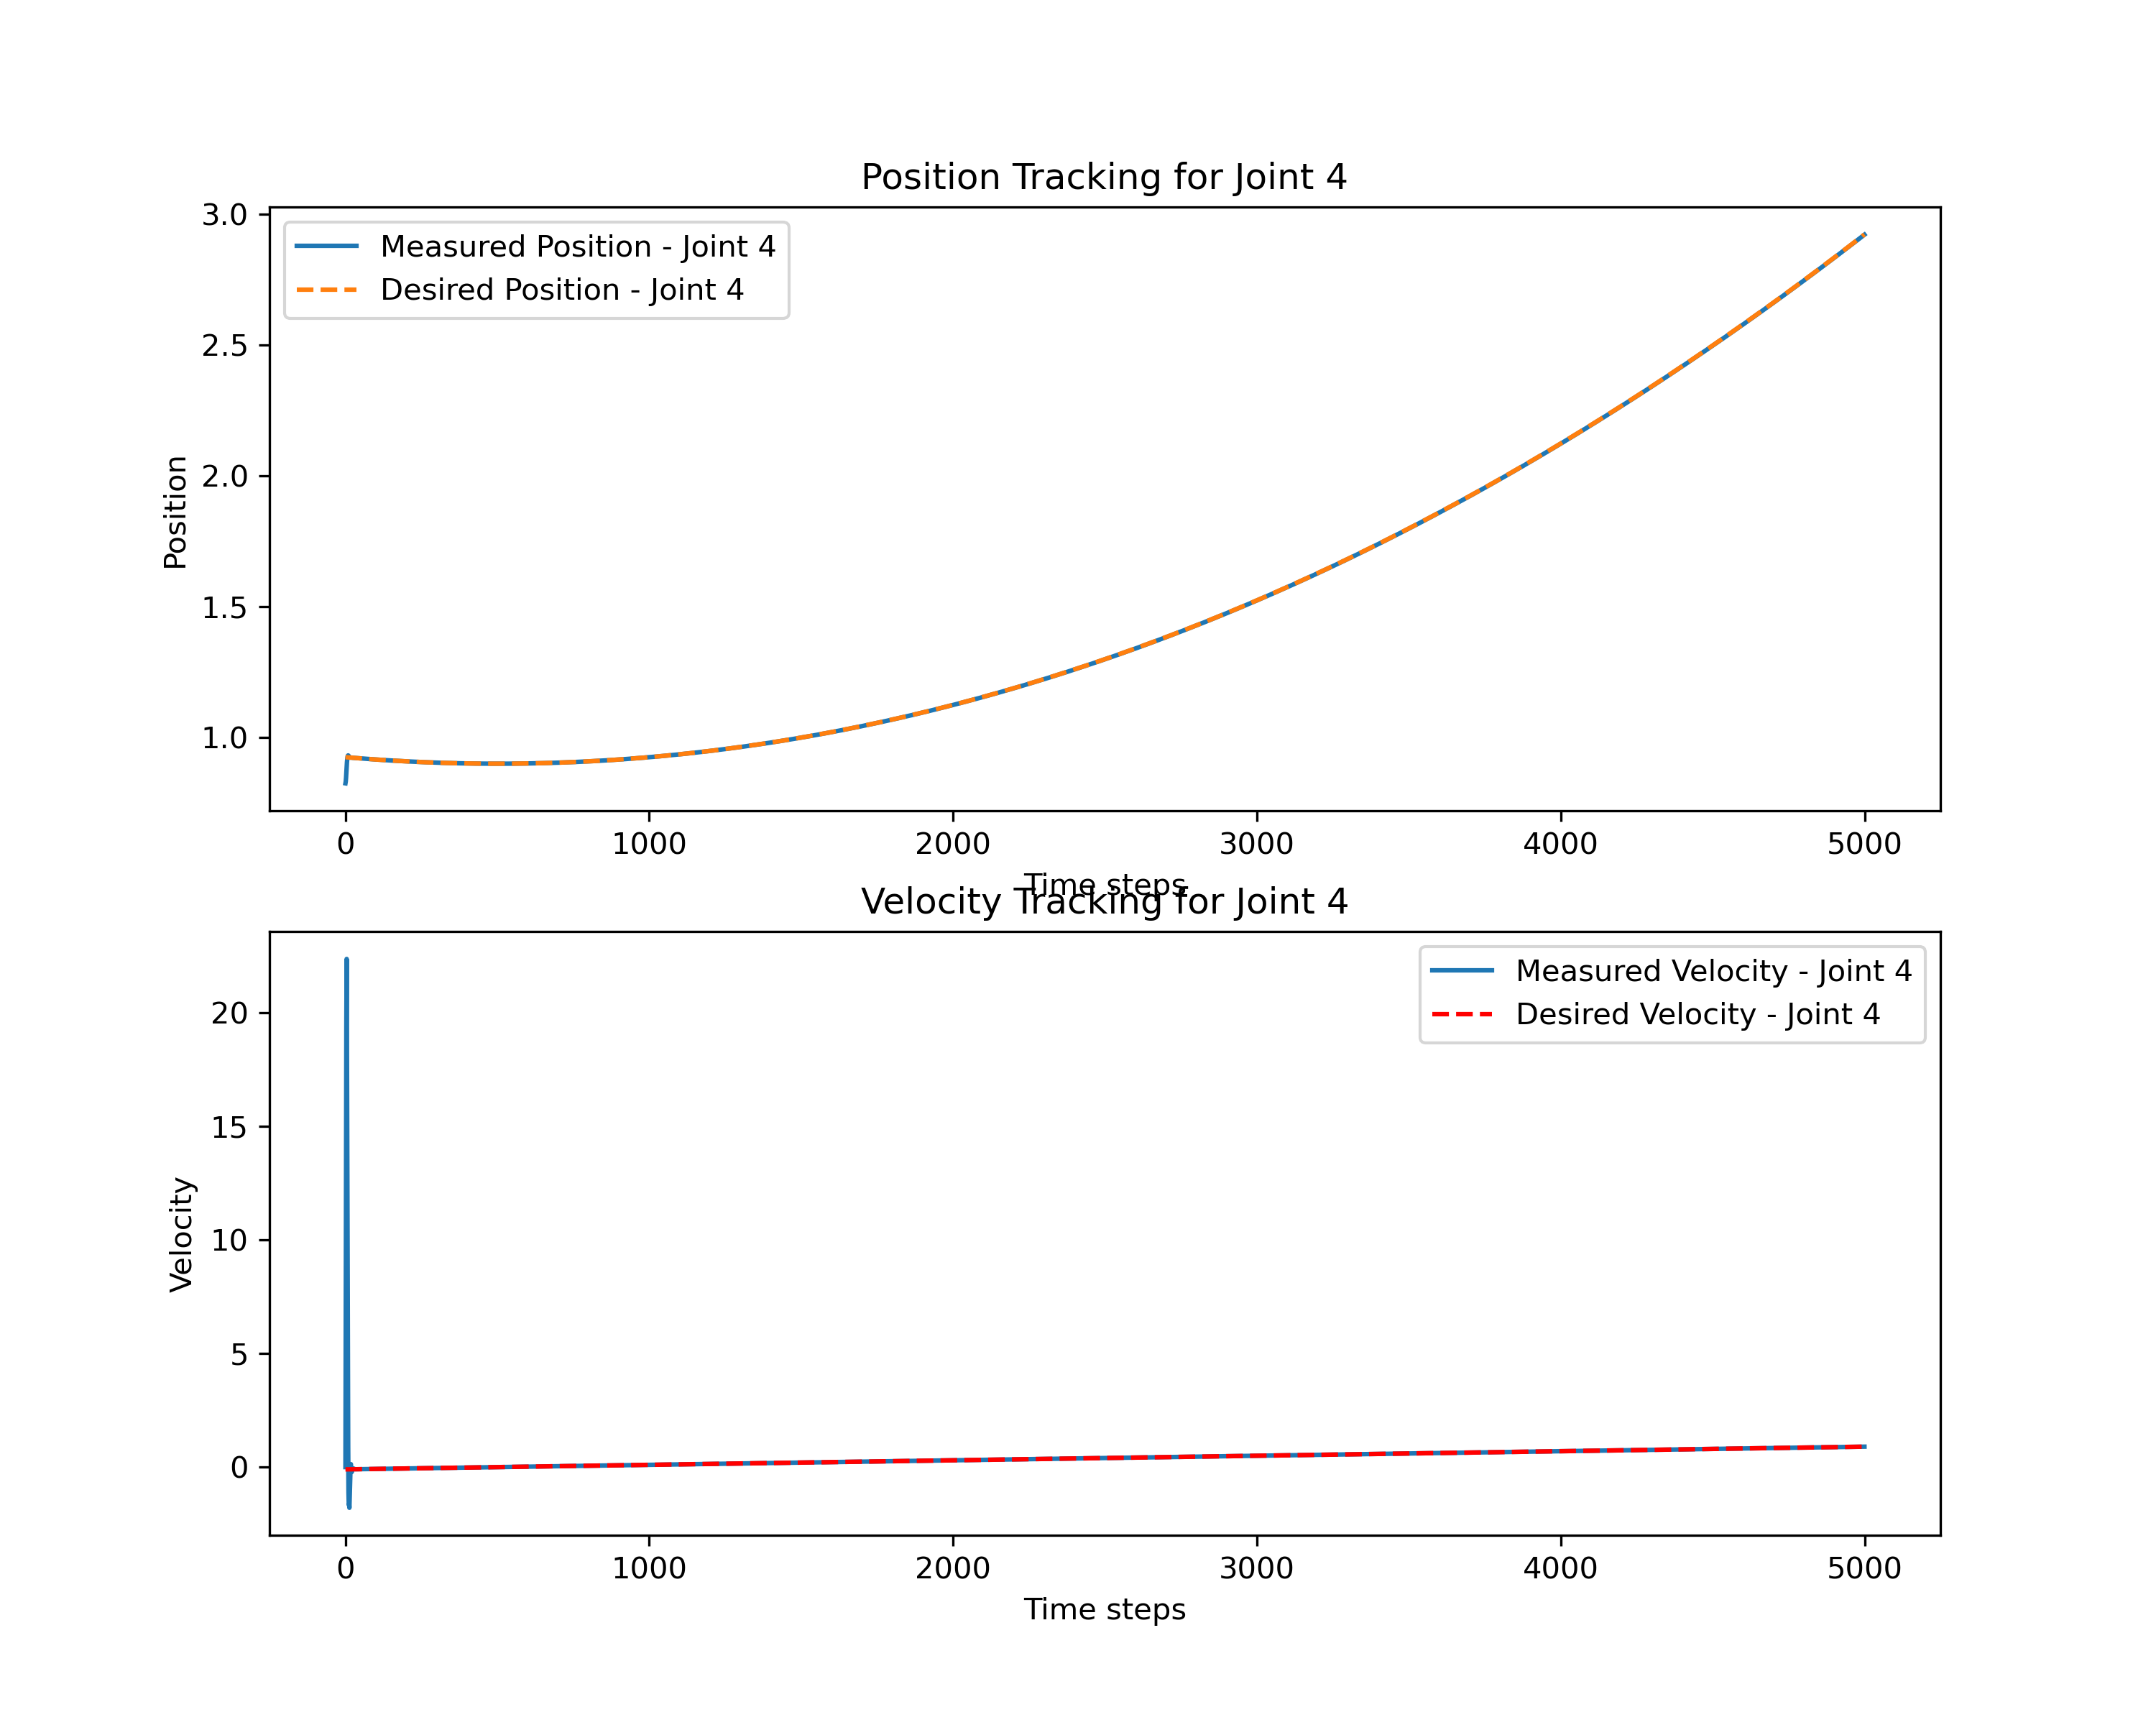 Position Tracking for Joint 4
3.0
2.5
2.0
1.5
1.0
Position
Measured Position - Joint 4
Desired Position - Joint 4
0 1000 2000 3000 4000 5000
Time steps
Velocity Tracking for Joint 4
20
15
10
5
0
Velocity
Measured Velocity - Joint 4
Desired Velocity - Joint 4
0 1000 2000 3000 4000 5000
Time steps